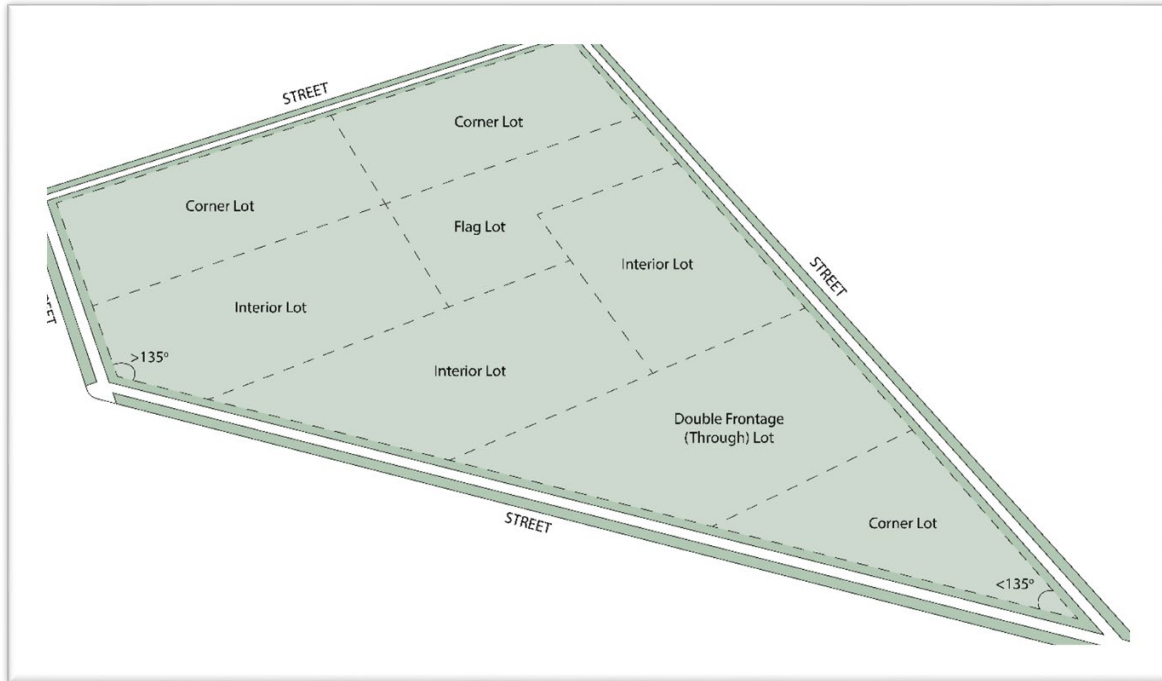 STREET
Corner Lot
Corner Lot
Flag Lot
Interior Lot
STREET
Interior Lot
>135°
Interior Lot
Double Frontage
(Through) Lot
STREET
Corner Lot
<135°